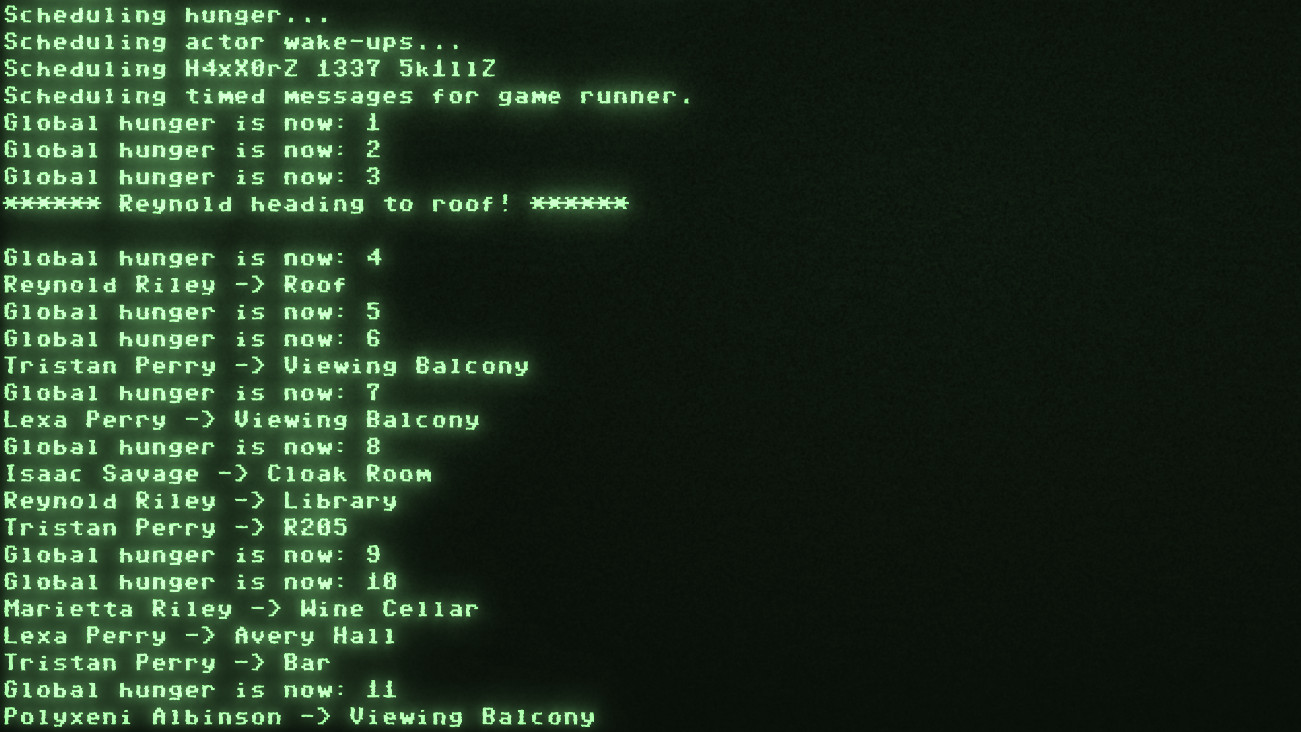 Scheduling hunger...
Scheduling actor wake-ups...
Scheduling H4xX0rZ 1337 5k1llZ
Scheduling timed messages for game runner.
Global hunger is now: 1
Global hunger is now: 2
Global hunger is now: 3
****** Reynold heading to roof! ******
Global hunger is now: 4
Reynold Riley -> Roof
Global hunger is now: 5
Global hunger is now: 6
Tristan Perry -> Viewing Balcony
Global hunger is now: 7
Lexa Perry -> Viewing Balcony
Global hunger is now: 8
Isaac Savage -> Cloak Room
Reynold Riley -> Library
Tristan Perry -> R205
Global hunger is now: 9
Global hunger is now: 10
Marietta Riley -> Wine Cellar
Lexa Perry -> Avery Hall
Tristan Perry -> Bar
Global hunger is now: 11
Polyxeni Albinson -> Viewing Balcony